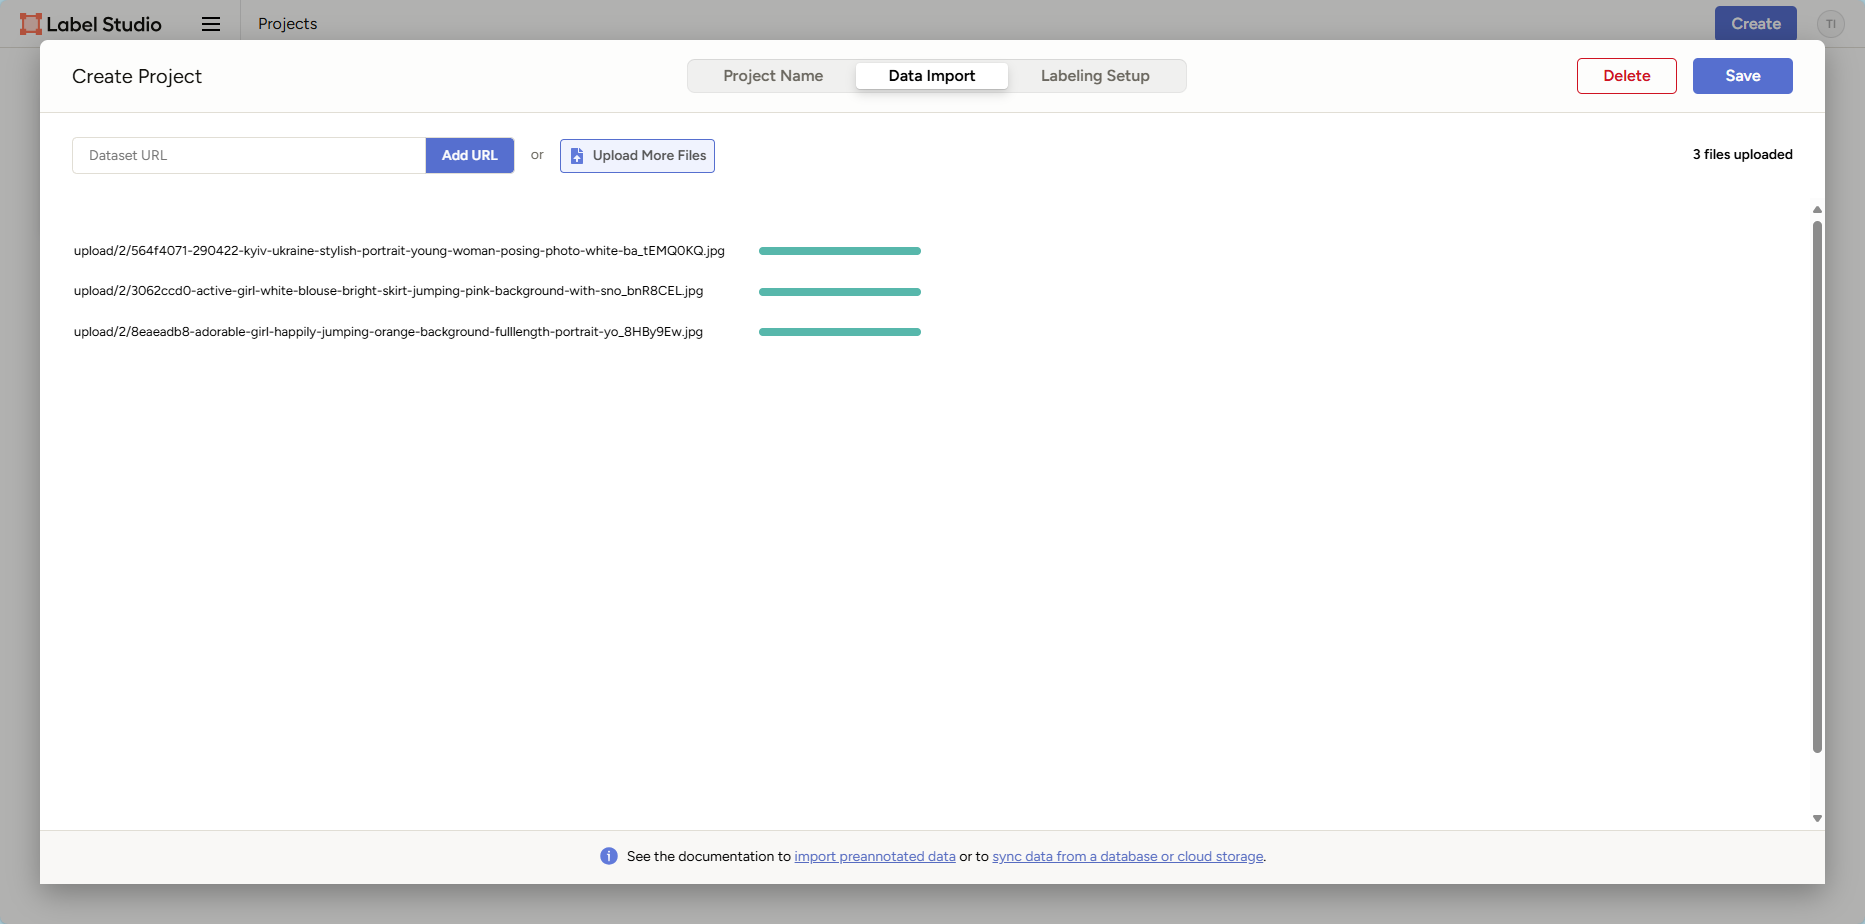 Label Studio
Projects
Create
TI
Create Project
Project Name
Data Import
Labeling Setup
Delete
Save
Dataset URL
Add URL
or
Upload More Files
3 files uploaded
upload/2/564f4071-290422-kyiv-ukraine-stylish-portrait-young-woman-posing-photo-white-ba_tEMQ0KQ.jpg
upload/2/3062ccd0-active-girl-white-blouse-bright-skirt-jumping-pink-background-with-sno_bnR8CEL.jpg
upload/2/8eaeadb8-adorable-girl-happily-jumping-orange-background-fulllength-portrait-yo_8HBy9Ew.jpg
See the documentation to import preannotated data or to sync data from a database or cloud storage.